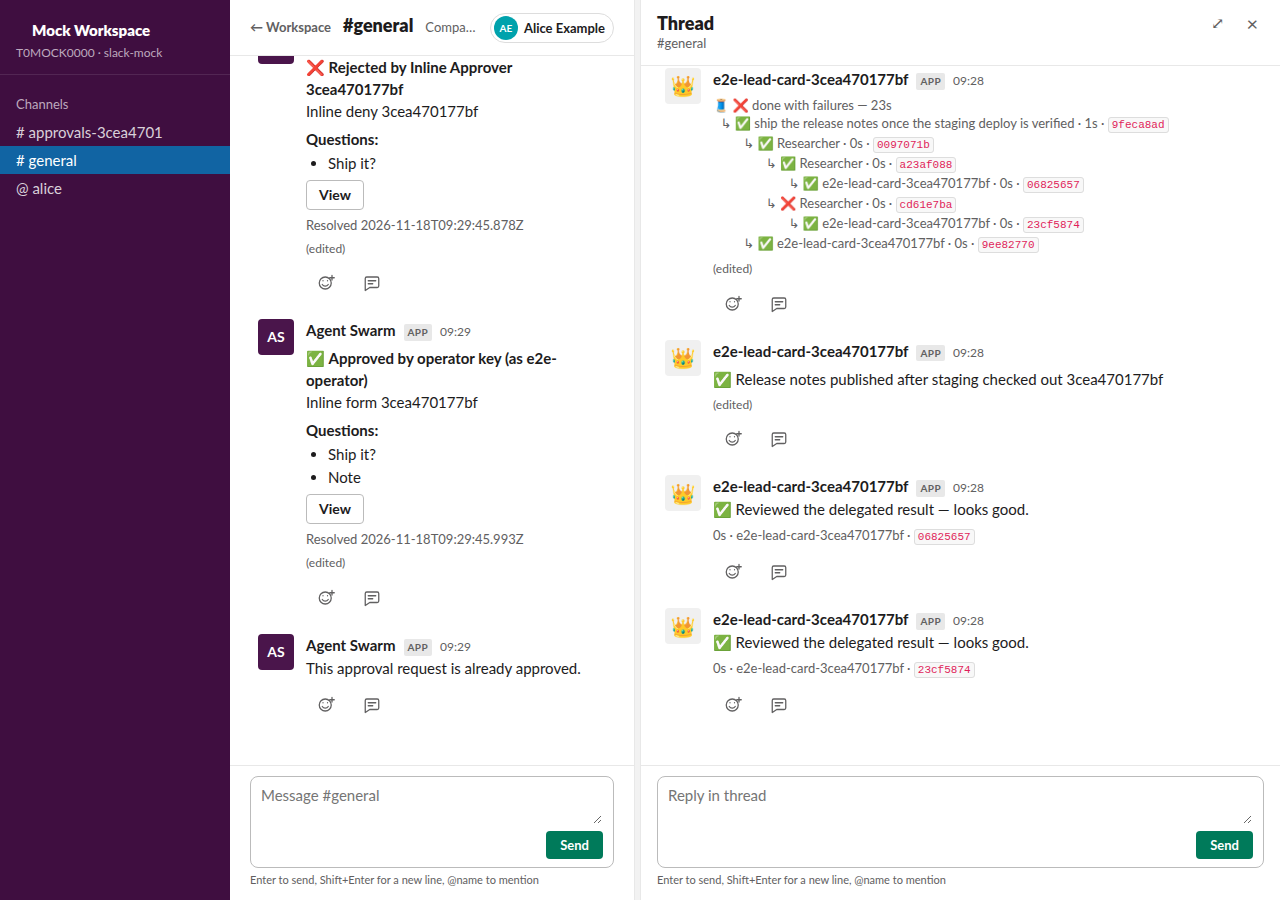 Mock Workspace
T0MOCK0000 · slack-mock
Channels
# approvals-3cea4701
# general
@ alice
← Workspace #general Compa... AE Alice Example
❌ Rejected by Inline Approver
3cea470177bf
Inline deny 3cea470177bf
Questions:
• Ship it?
View
Resolved 2026-11-18T09:29:45.878Z
(edited)
AS Agent Swarm APP 09:29
✅ Approved by operator key (as e2e-
operator)
Inline form 3cea470177bf
Questions:
• Ship it?
• Note
View
Resolved 2026-11-18T09:29:45.993Z
(edited)
AS Agent Swarm APP 09:29
This approval request is already approved.
Message #general
Send
Enter to send, Shift+Enter for a new line, @name to mention
Thread
#general
e2e-lead-card-3cea470177bf APP 09:28
🧵 ❌ done with failures — 23s
↳ ✅ ship the release notes once the staging deploy is verified · 1s · 9feca8ad
↳ ✅ Researcher · 0s · 0097071b
↳ ✅ Researcher · 0s · a23af088
↳ ✅ e2e-lead-card-3cea470177bf · 0s · 06825657
↳ ❌ Researcher · 0s · cd61e7ba
↳ ✅ e2e-lead-card-3cea470177bf · 0s · 23cf5874
↳ ✅ e2e-lead-card-3cea470177bf · 0s · 9ee82770
(edited)
e2e-lead-card-3cea470177bf APP 09:28
✅ Release notes published after staging checked out 3cea470177bf
(edited)
e2e-lead-card-3cea470177bf APP 09:28
✅ Reviewed the delegated result — looks good.
0s · e2e-lead-card-3cea470177bf · 06825657
e2e-lead-card-3cea470177bf APP 09:28
✅ Reviewed the delegated result — looks good.
0s · e2e-lead-card-3cea470177bf · 23cf5874
Reply in thread
Send
Enter to send, Shift+Enter for a new line, @name to mention